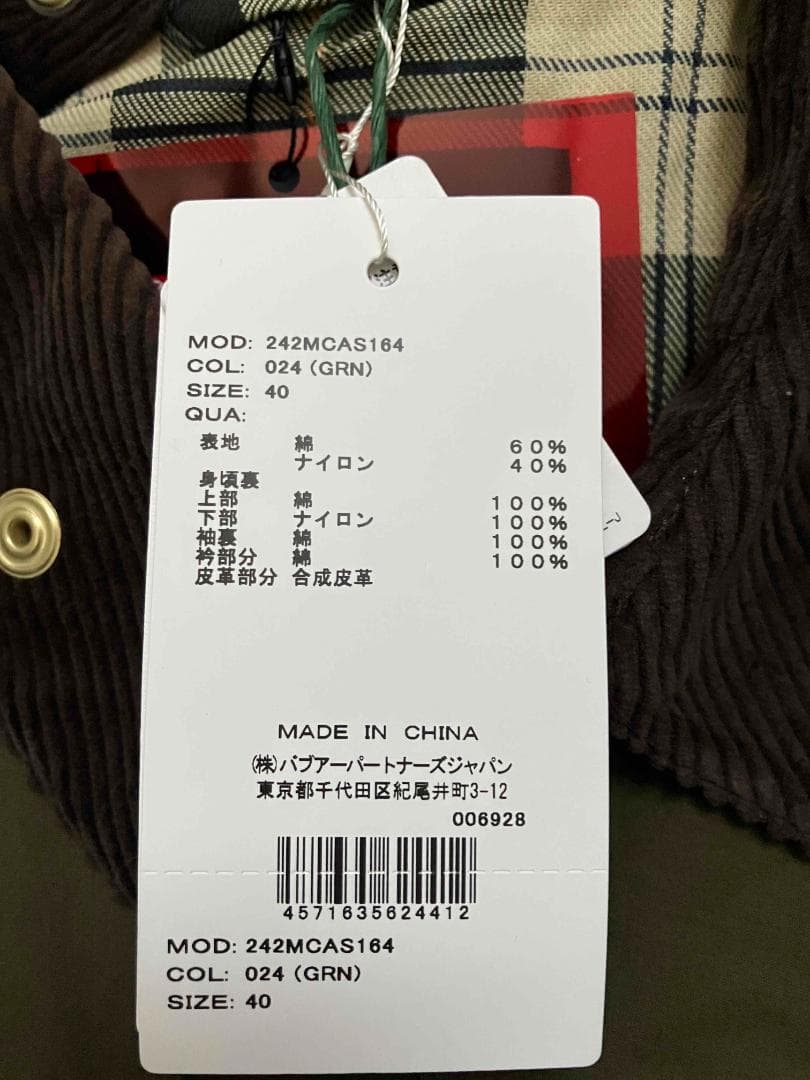 MOD: 242MCAS164
COL: 024 (GRN)
SIZE: 40
QUA:
表地 綿 60%
ナイロン 40%
身頃裏
上部 綿 100%
下部 ナイロン 100%
袖裏 綿 100%
衿部分 綿 100%
皮革部分 合成皮革
MADE IN CHINA
(株)バブアーパートナーズジャパン
東京都千代田区紀尾井町3-12
006928
4571635624412
MOD: 242MCAS164
COL: 024 (GRN)
SIZE: 40